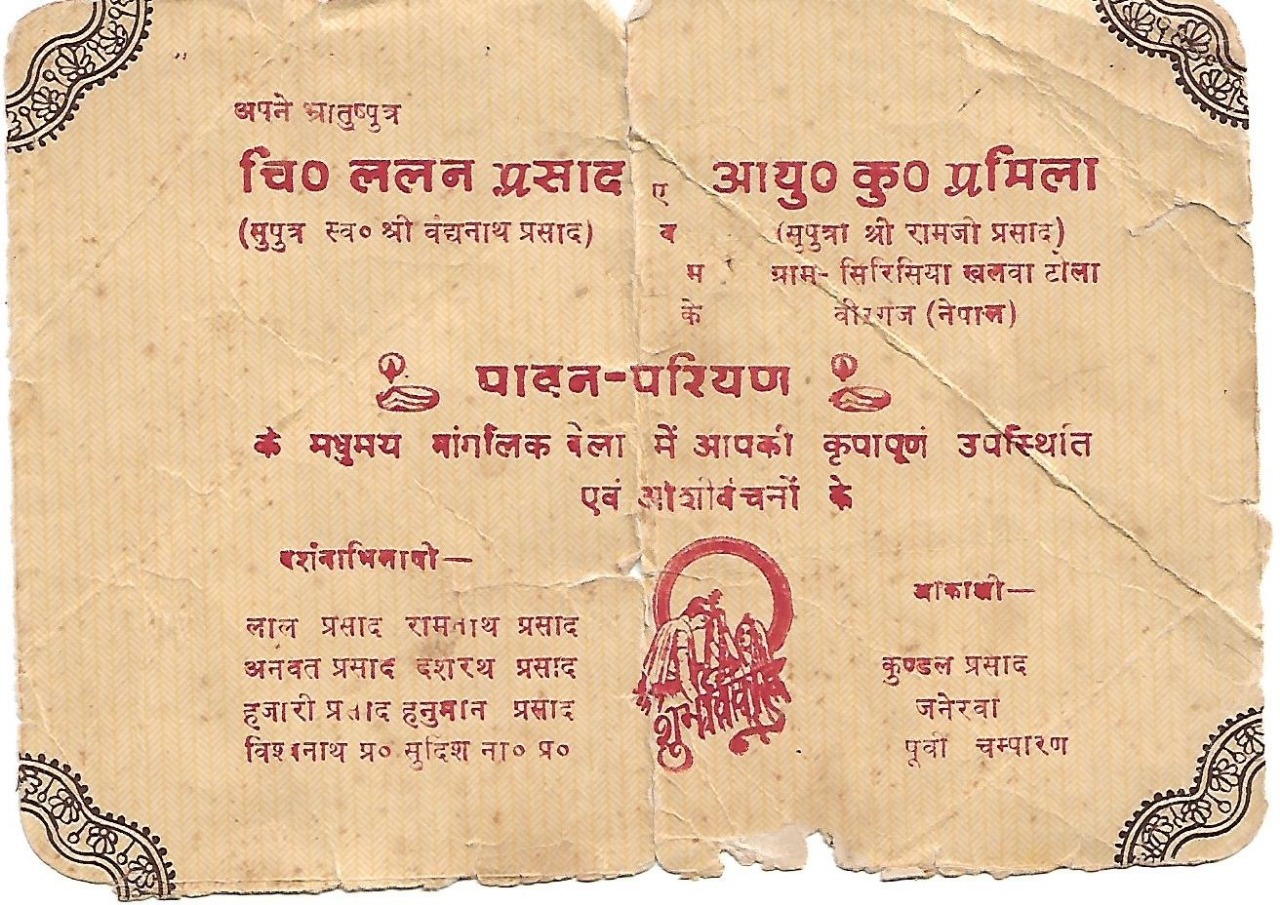 अपने भ्रातुष्पुत्र
चि० ललन प्रसाद ए आयु० कु० प्रमिला
(सुपुत्र स्व० श्री वंद्यनाथ प्रसाद) व (सुपुत्रा श्री रामजी प्रसाद)
म ग्राम- सिरिसिया खलवा टोला
के वीरगंज (नेपाल)
पावन-परियण
के मधुमय मांगलिक बेला में आपकी कृपापूर्ण उपस्थिति
एवं आशीर्वचनों के
दर्शनाभिलाषी—
आकांक्षी—
लाल प्रसाद रामनाथ प्रसाद
अनवत प्रसाद दशरथ प्रसाद
हजारी प्रसाद हनुमान प्रसाद
विश्वनाथ प्र० सुदिश ना० प्र०
शुभविवाह
कुण्डल प्रसाद
जनेरवा
पूर्वी चम्पारण